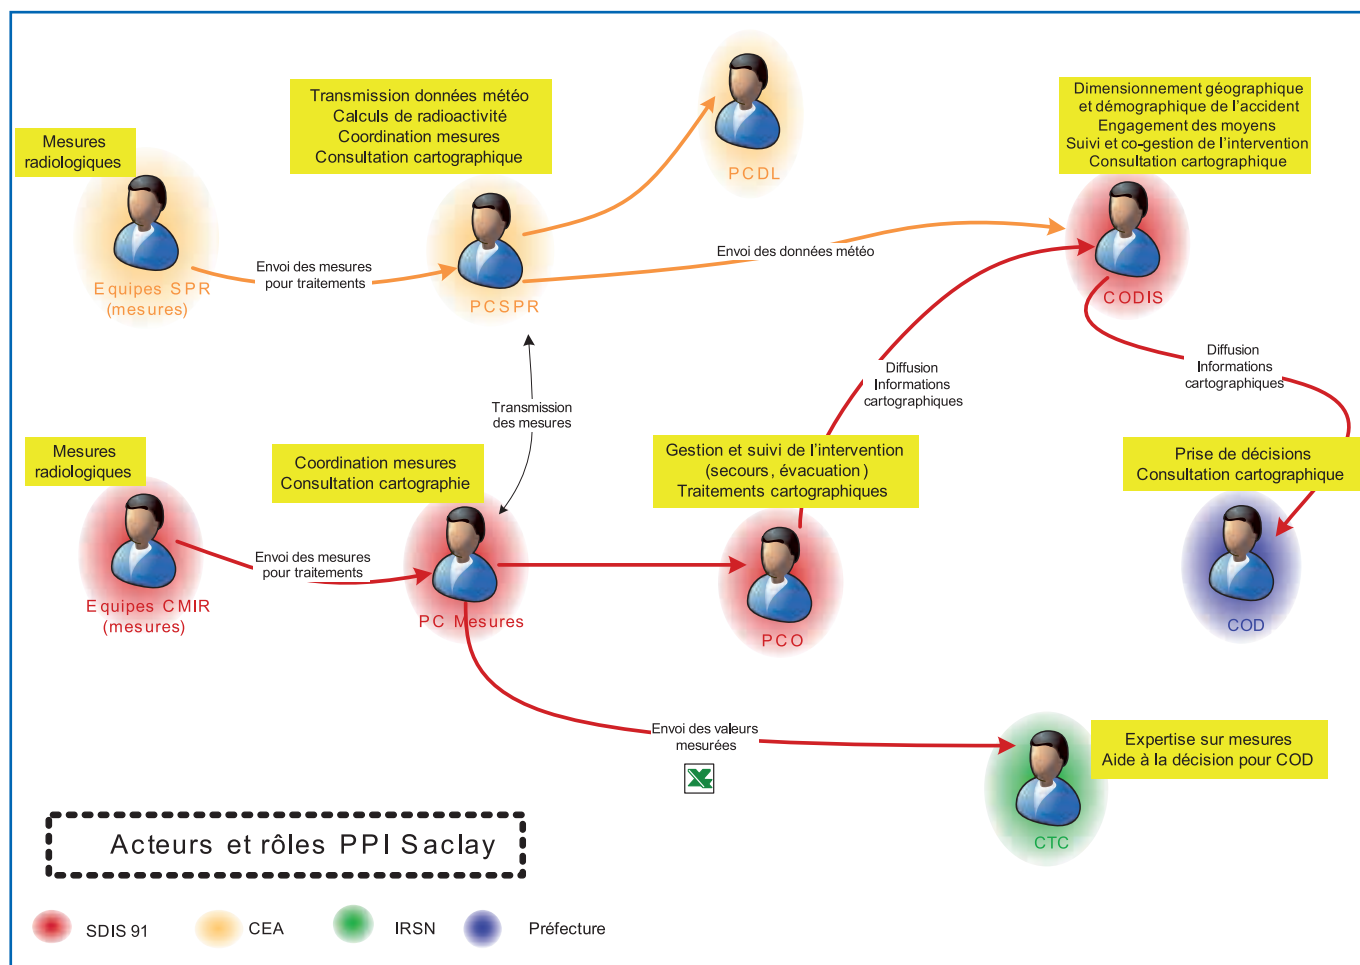 Transmission données météo
Calculs de radioactivité
Coordination mesures
Consultation cartographique
Dimensionnement géographique
et démographique de l'accident
Engagement des moyens
Suivi et co-gestion de l'intervention
Consultation cartographique
Mesures
radiologiques
PCDL
Envoi des données météo
Envoi des mesures
pour traitements
Equipes SPR
(mesures)
PCSPR
CODIS
Diffusion
Informations
cartographiques
Diffusion
Informations
cartographiques
Transmission
des mesures
Mesures
radiologiques
Coordination mesures
Consultation cartographie
Gestion et suivi de l'intervention
(secours, évacuation)
Traitements cartographiques
Prise de décisions
Consultation cartographique
Envoi des mesures
pour traitements
Equipes CMIR
(mesures)
PC Mesures
PCO
COD
Envoi des valeurs
mesurées
Expertise sur mesures
Aide à la décision pour COD
CTC
Acteurs et rôles PPI Saclay
SDIS 91
CEA
IRSN
Préfecture